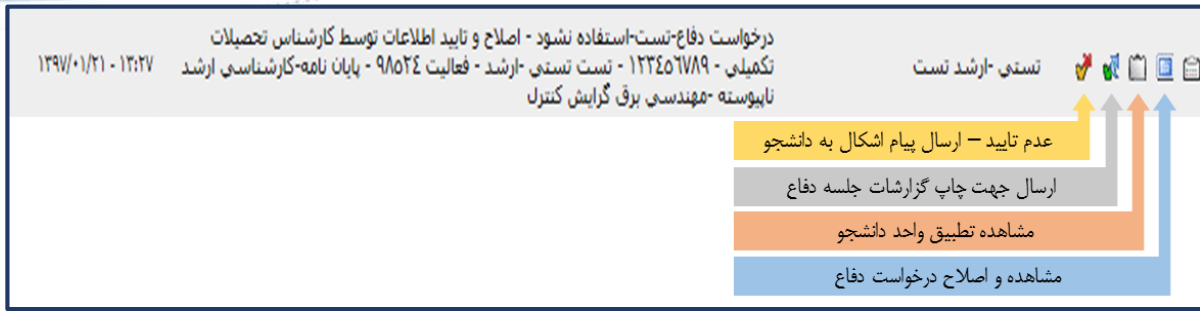 تستی -ارشد تست
درخواست دفاع-تست-استفاده نشود - اصلاح و تایید اطلاعات توسط کارشناس تحصیلات
تکمیلی - ۱۲۳٤٥٦۷۸۹ - تست تستی -ارشد - فعالیت ۹۸٥۲٤ - پایان نامه-کارشناسی ارشد
ناپیوسته -مهندسی برق گرایش کنترل
۱۳۹۷/۰۱/۲۱ - ۱۳:۲۷
عدم تایید – ارسال پیام اشکال به دانشجو
ارسال جهت چاپ گزارشات جلسه دفاع
مشاهده تطبیق واحد دانشجو
مشاهده و اصلاح درخواست دفاع